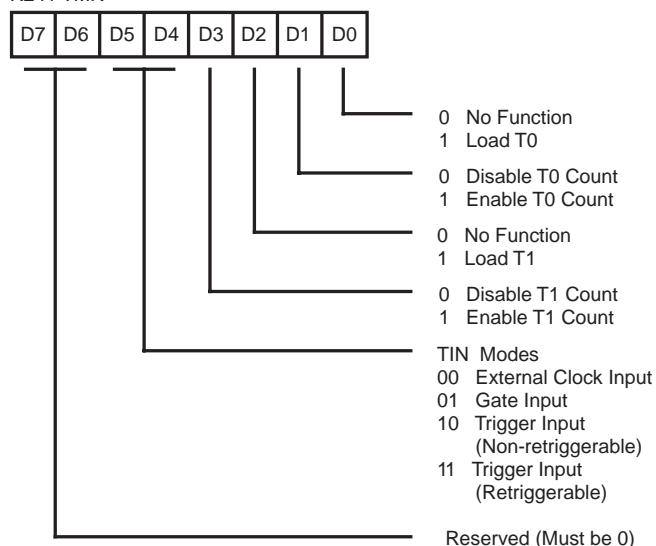 D7 D6 D5 D4 D3 D2 D1 D0
0 No Function
1 Load T0
0 Disable T0 Count
1 Enable T0 Count
0 No Function
1 Load T1
0 Disable T1 Count
1 Enable T1 Count
TIN Modes
00 External Clock Input
01 Gate Input
10 Trigger Input
(Non-retriggerable)
11 Trigger Input
(Retriggerable)
Reserved (Must be 0)